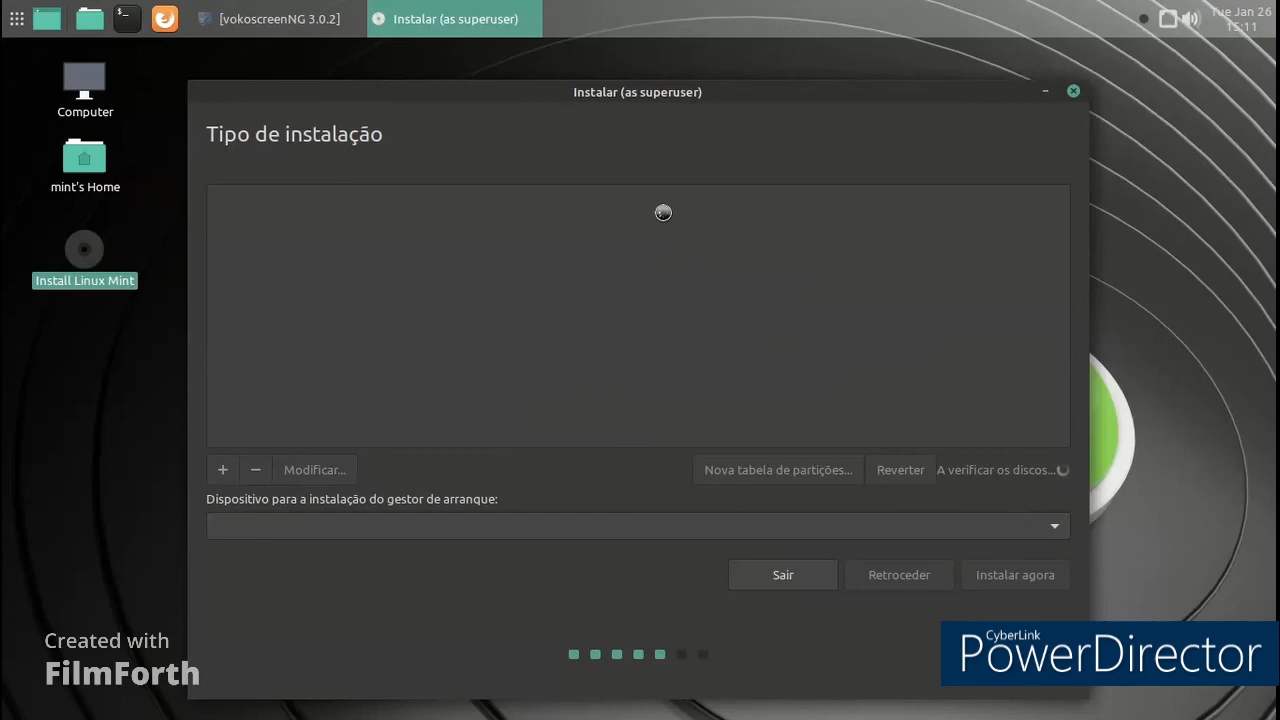 [vokoscreenNG 3.0.2]
Instalar (as superuser)
Tue Jan 26
15:11
Computer
mint's Home
Install Linux Mint
Instalar (as superuser)
Tipo de instalação
+
−
Modificar...
Nova tabela de partições...
Reverter
A verificar os discos...
Dispositivo para a instalação do gestor de arranque:
Sair
Retroceder
Instalar agora
Created with
FilmForth
CyberLink
PowerDirector